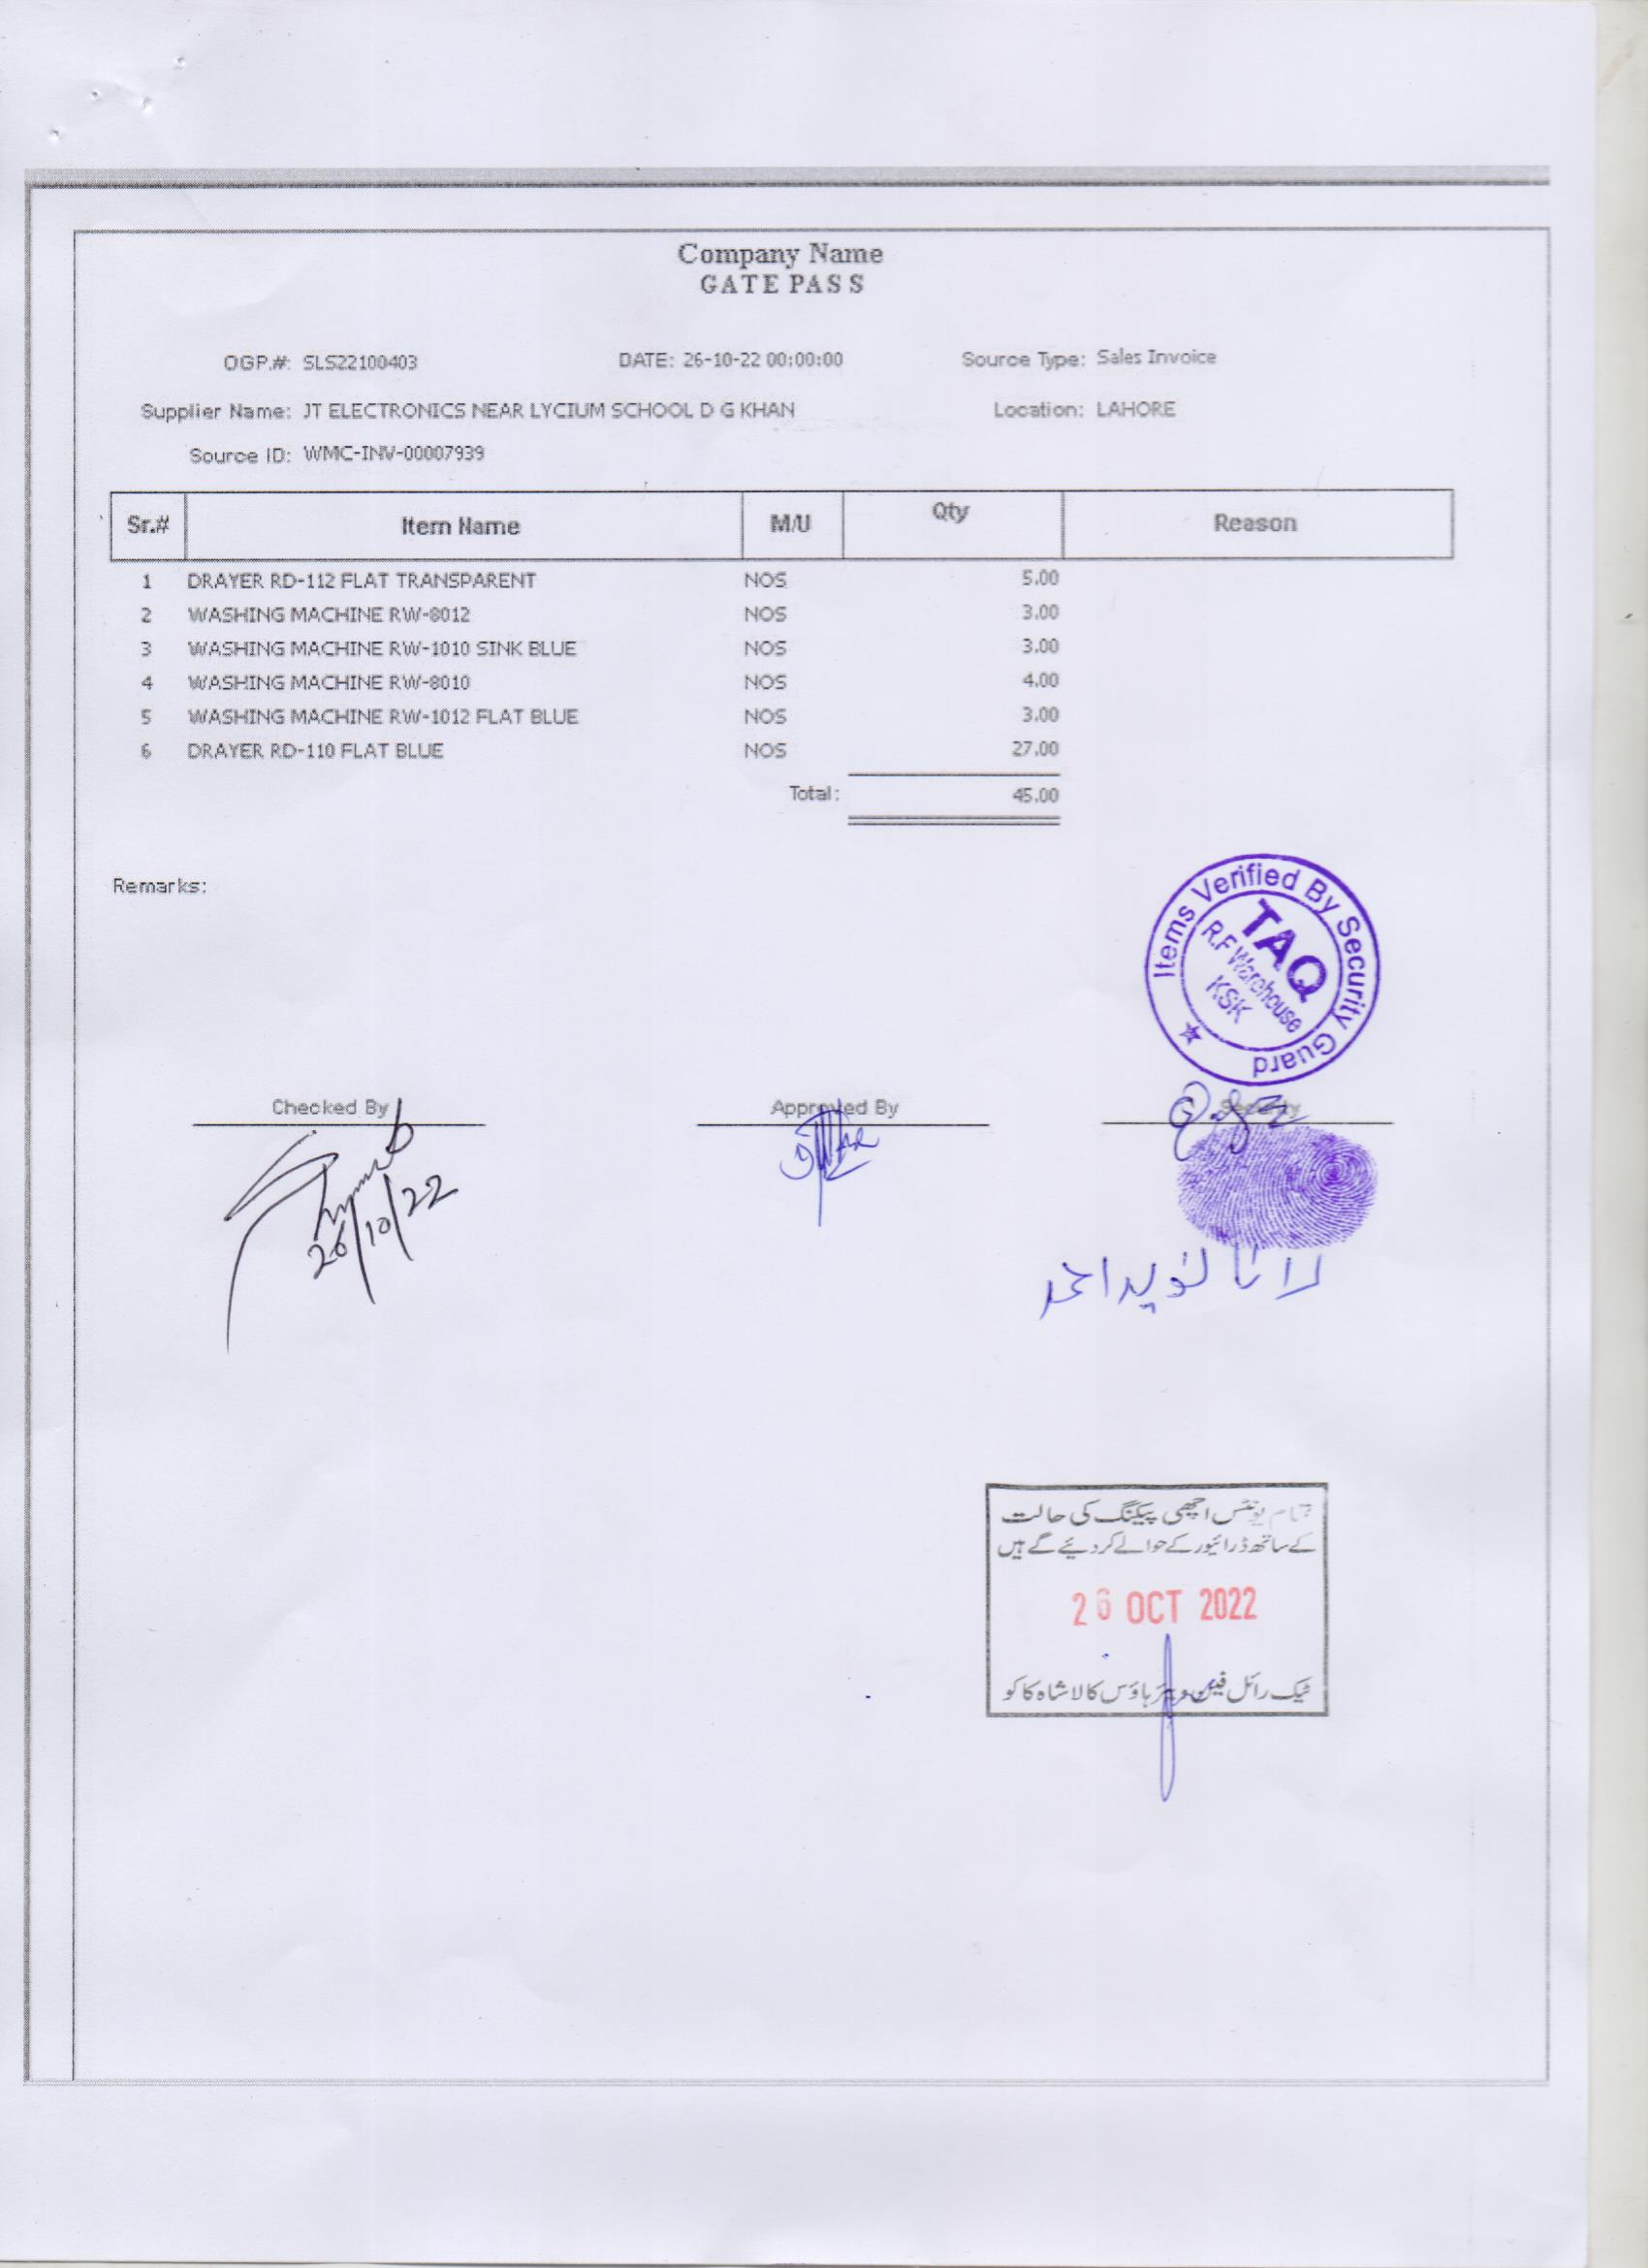 Company Name
GATE PASS
OGP.#: SLS22100403 DATE: 26-10-22 00:00:00 Source Type: Sales Invoice
Supplier Name: JT ELECTRONICS NEAR LYCIUM SCHOOL D G KHAN Location: LAHORE
Source ID: WMC-INV-00007939
Sr.# Item Name M/U Qty Reason
1 DRAYER RD-112 FLAT TRANSPARENT NOS 5.00
2 WASHING MACHINE RW-8012 NOS 3.00
3 WASHING MACHINE RW-1010 SINK BLUE NOS 3.00
4 WASHING MACHINE RW-8010 NOS 4.00
5 WASHING MACHINE RW-1012 FLAT BLUE NOS 3.00
6 DRAYER RD-110 FLAT BLUE NOS 27.00
Total: 45.00
Remarks:
Items Verified By Security Guard
TAQ
R.F Warehouse
KSK
Checked By Approved By Security
26/10/22
رانا نوید احمد
تمام یونٹس اچھی پیکنگ کی حالت
کے ساتھ ڈرائیور کے حوالے کر دئیے گے ہیں
26 OCT 2022
ٹیک رائل فین ویئر ہاؤس کالا شاہ کاکو